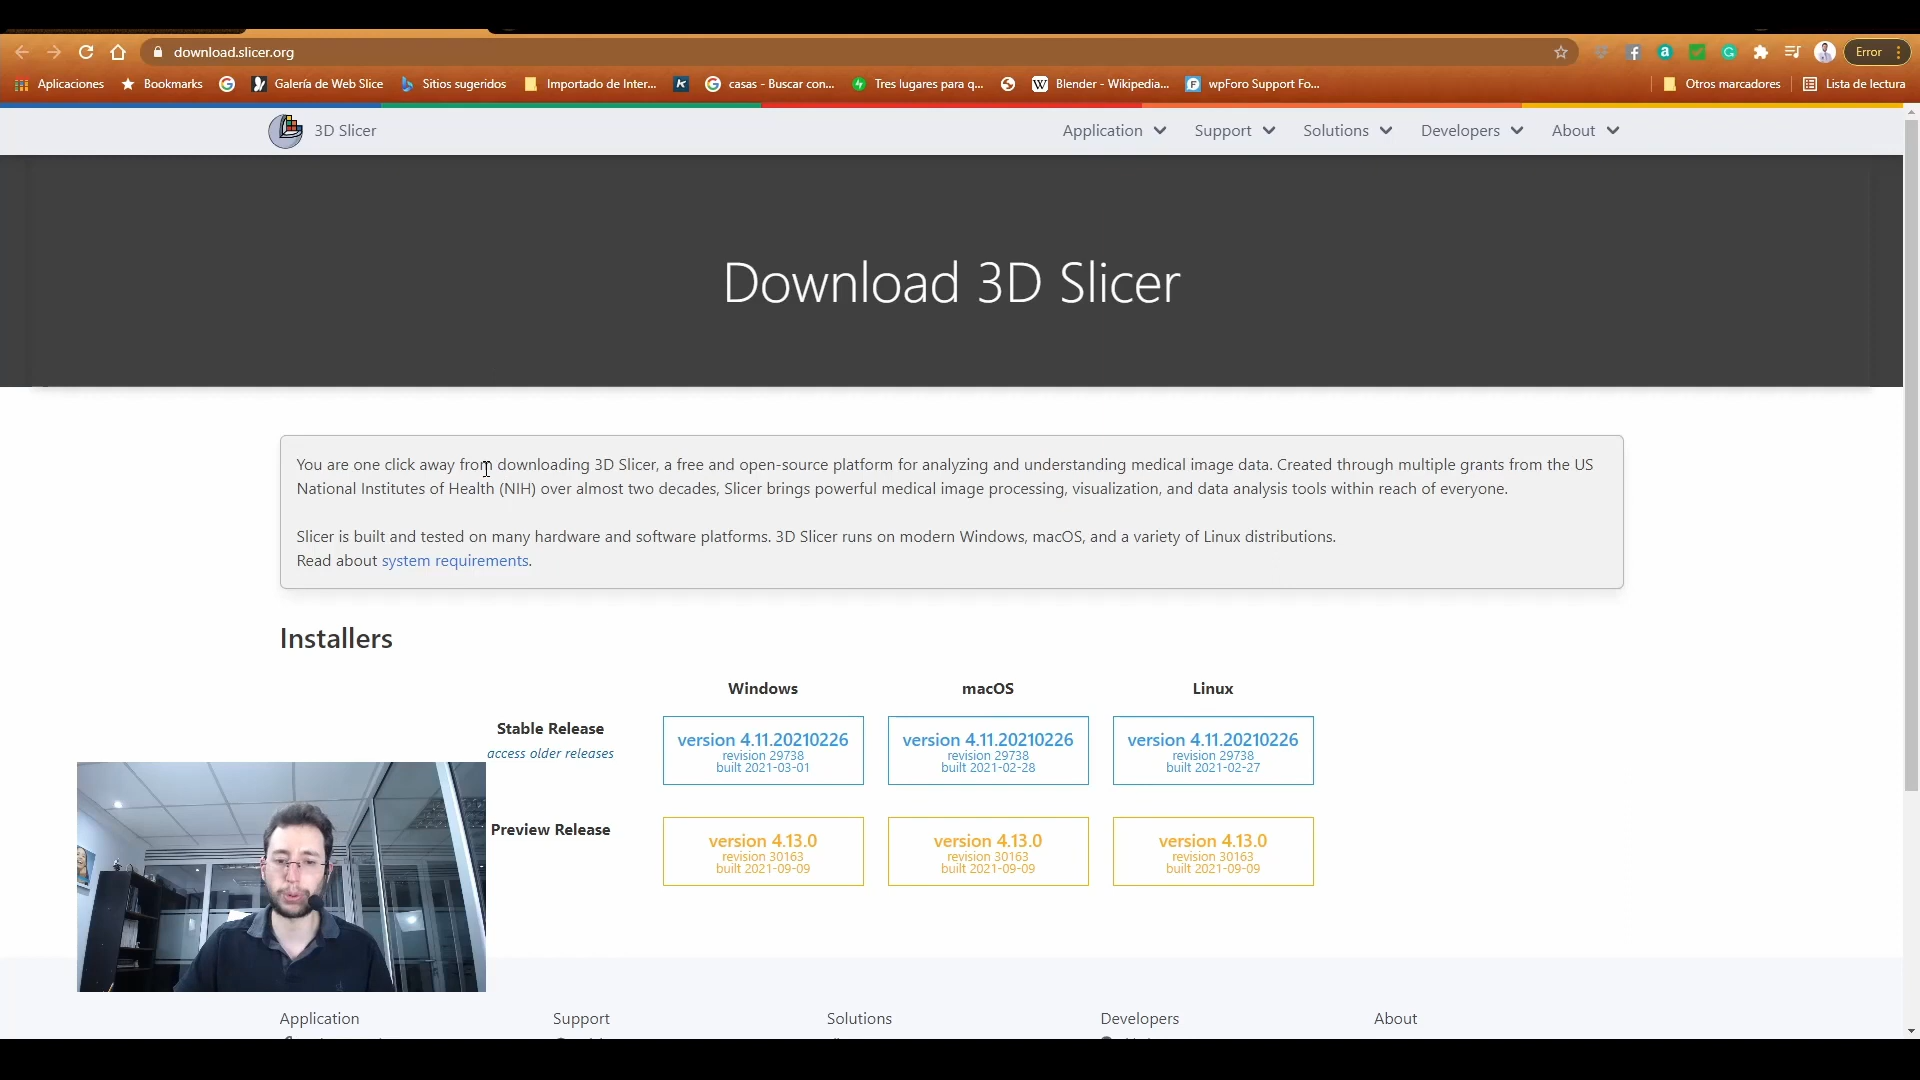 download.slicer.org
Error
Aplicaciones
Bookmarks
Galería de Web Slice
Sitios sugeridos
Importado de Inter...
casas - Buscar con...
Tres lugares para q...
Blender - Wikipedia...
wpForo Support Fo...
Otros marcadores
Lista de lectura
3D Slicer
Application
Support
Solutions
Developers
About
Download 3D Slicer
You are one click away from downloading 3D Slicer, a free and open-source platform for analyzing and understanding medical image data. Created through multiple grants from the US
National Institutes of Health (NIH) over almost two decades, Slicer brings powerful medical image processing, visualization, and data analysis tools within reach of everyone.
Slicer is built and tested on many hardware and software platforms. 3D Slicer runs on modern Windows, macOS, and a variety of Linux distributions.
Read about system requirements.
Installers
Windows
macOS
Linux
Stable Release
access older releases
version 4.11.20210226
revision 29738
built 2021-03-01
version 4.11.20210226
revision 29738
built 2021-02-28
version 4.11.20210226
revision 29738
built 2021-02-27
Preview Release
version 4.13.0
revision 30163
built 2021-09-09
version 4.13.0
revision 30163
built 2021-09-09
version 4.13.0
revision 30163
built 2021-09-09
Application
Support
Solutions
Developers
About